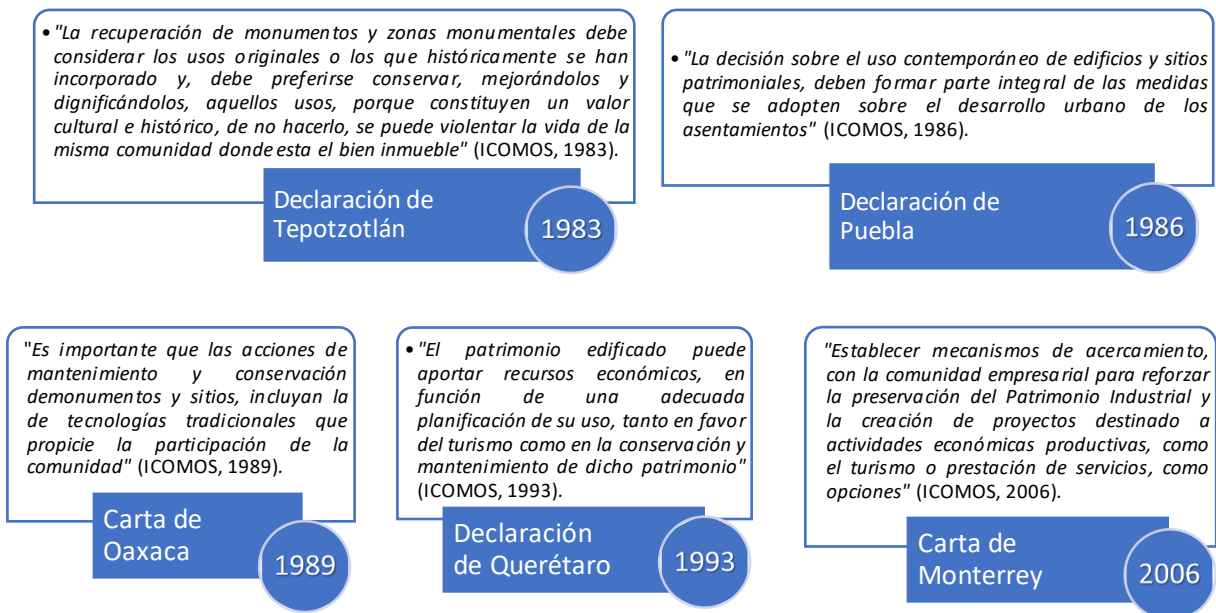 • "La recuperación de monumentos y zonas monumentales debe
considerar los usos originales o los que históricamente se han
incorporado y, debe preferirse conservar, mejorándolos y
dignificándolos, aquellos usos, porque constituyen un valor
cultural e histórico, de no hacerlo, se puede violentar la vida de la
misma comunidad donde esta el bien inmueble" (ICOMOS, 1983).
Declaración de
Tepotzotlán
1983
• "La decisión sobre el uso contemporáneo de edificios y sitios
patrimoniales, deben formar parte integral de las medidas
que se adopten sobre el desarrollo urbano de los
asentamientos" (ICOMOS, 1986).
Declaración de
Puebla
1986
"Es importante que las acciones de
mantenimiento y conservación
demonumentos y sitios, incluyan la
de tecnologías tradicionales que
propicie la participación de la
comunidad" (ICOMOS, 1989).
Carta de
Oaxaca
1989
• "El patrimonio edificado puede
aportar recursos económicos, en
función de una adecuada
planificación de su uso, tanto en favor
del turismo como en la conservación y
mantenimiento de dicho patrimonio"
(ICOMOS, 1993).
Declaración
de Querétaro
1993
"Establecer mecanismos de acercamiento,
con la comunidad empresarial para reforzar
la preservación del Patrimonio Industrial y
la creación de proyectos destinado a
actividades económicas productivas, como
el turismo o prestación de servicios, como
opciones" (ICOMOS, 2006).
Carta de
Monterrey
2006